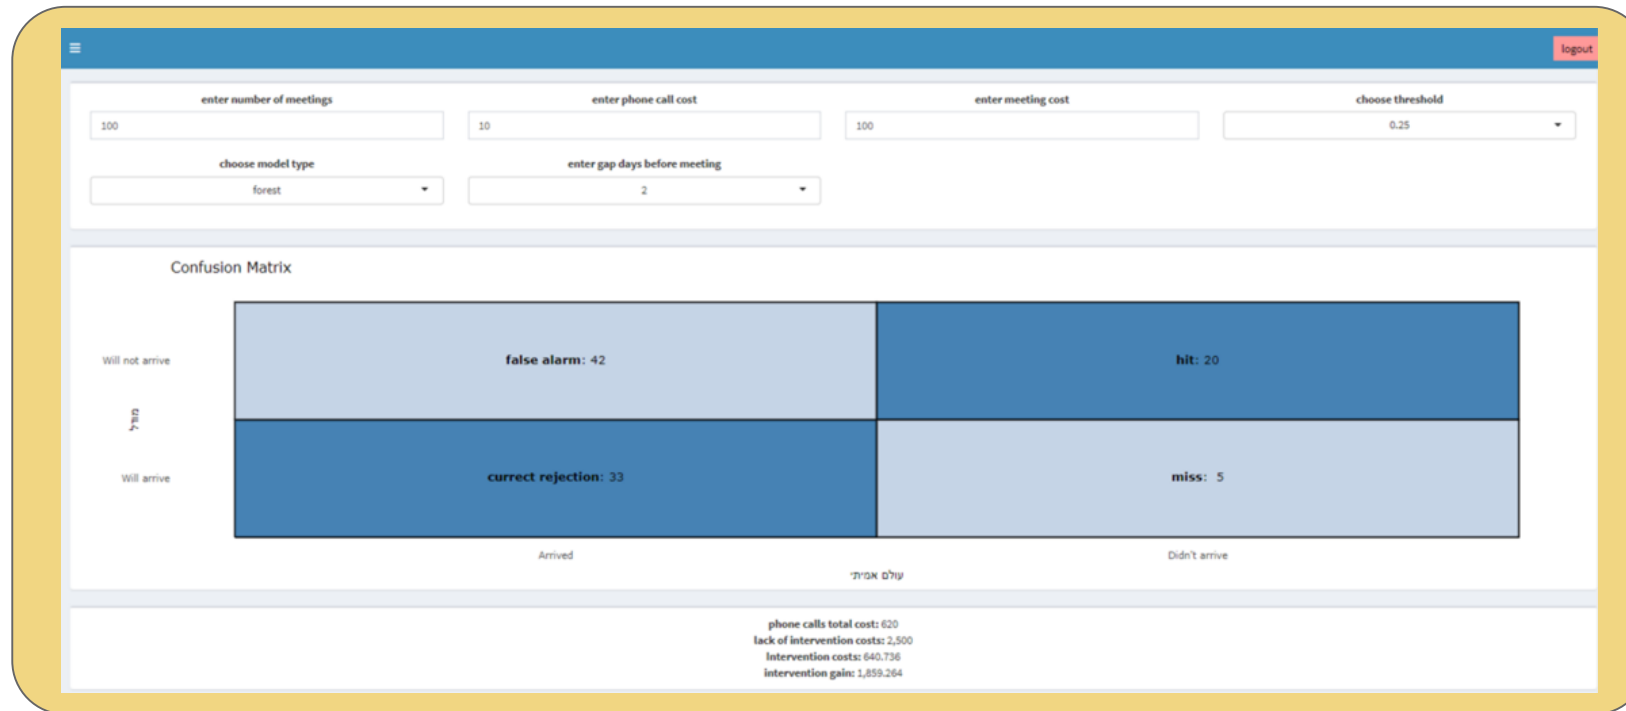 logout
enter number of meetings
enter phone call cost
enter meeting cost
choose threshold
100
10
100
0.25
choose model type
enter gap days before meeting
forest
2
Confusion Matrix
Will not arrive
false alarm: 42
hit: 20
מודל
Will arrive
currect rejection: 33
miss: 5
Arrived
Didn't arrive
עולם אמיתי
phone calls total cost: 620
lack of intervention costs: 2,500
Intervention costs: 640.736
intervention gain: 1,859.264